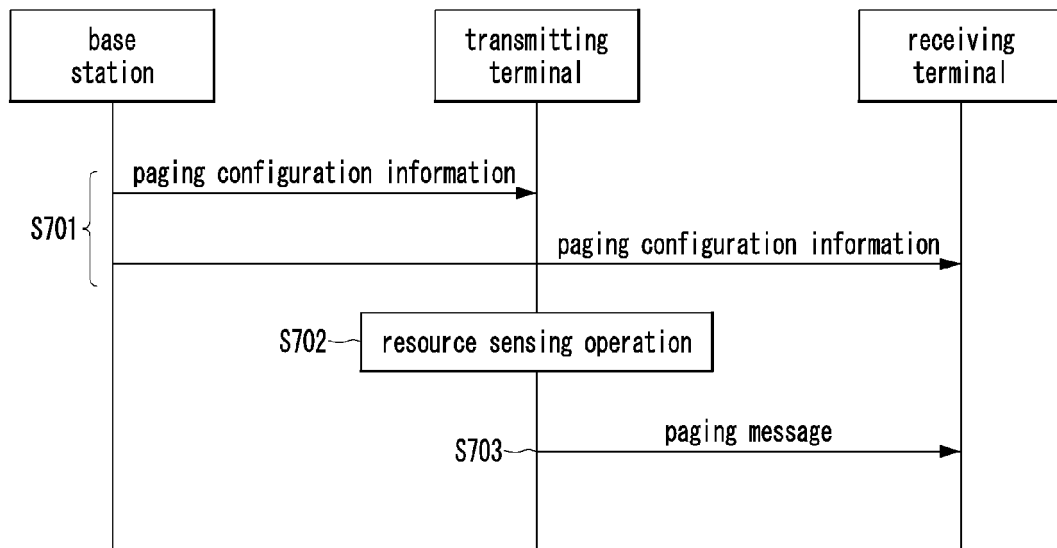 base
station
transmitting
terminal
receiving
terminal
paging configuration information
S701
paging configuration information
S702
resource sensing operation
paging message
S703